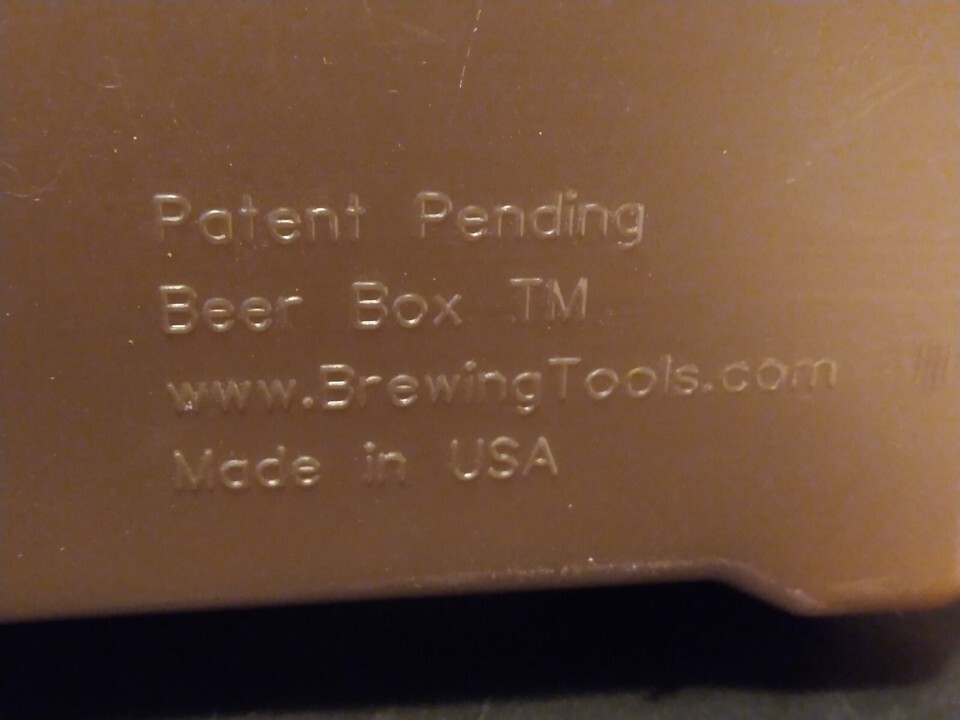 Patent Pending
Beer Box TM
www.BrewingTools.com
Made in USA